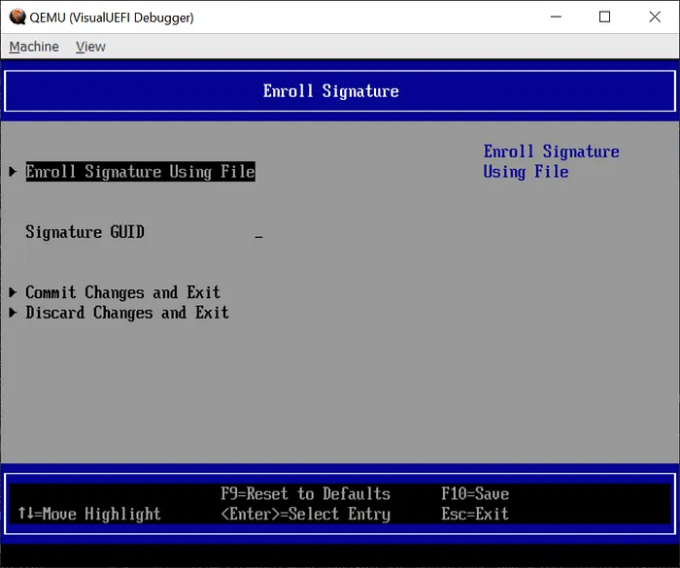 QEMU (VisualUEFI Debugger)
Machine View
Enroll Signature
Enroll Signature Using File
Enroll Signature
Using File
Signature GUID _
Commit Changes and Exit
Discard Changes and Exit
F9=Reset to Defaults F10=Save
↑↓=Move Highlight <Enter>=Select Entry Esc=Exit